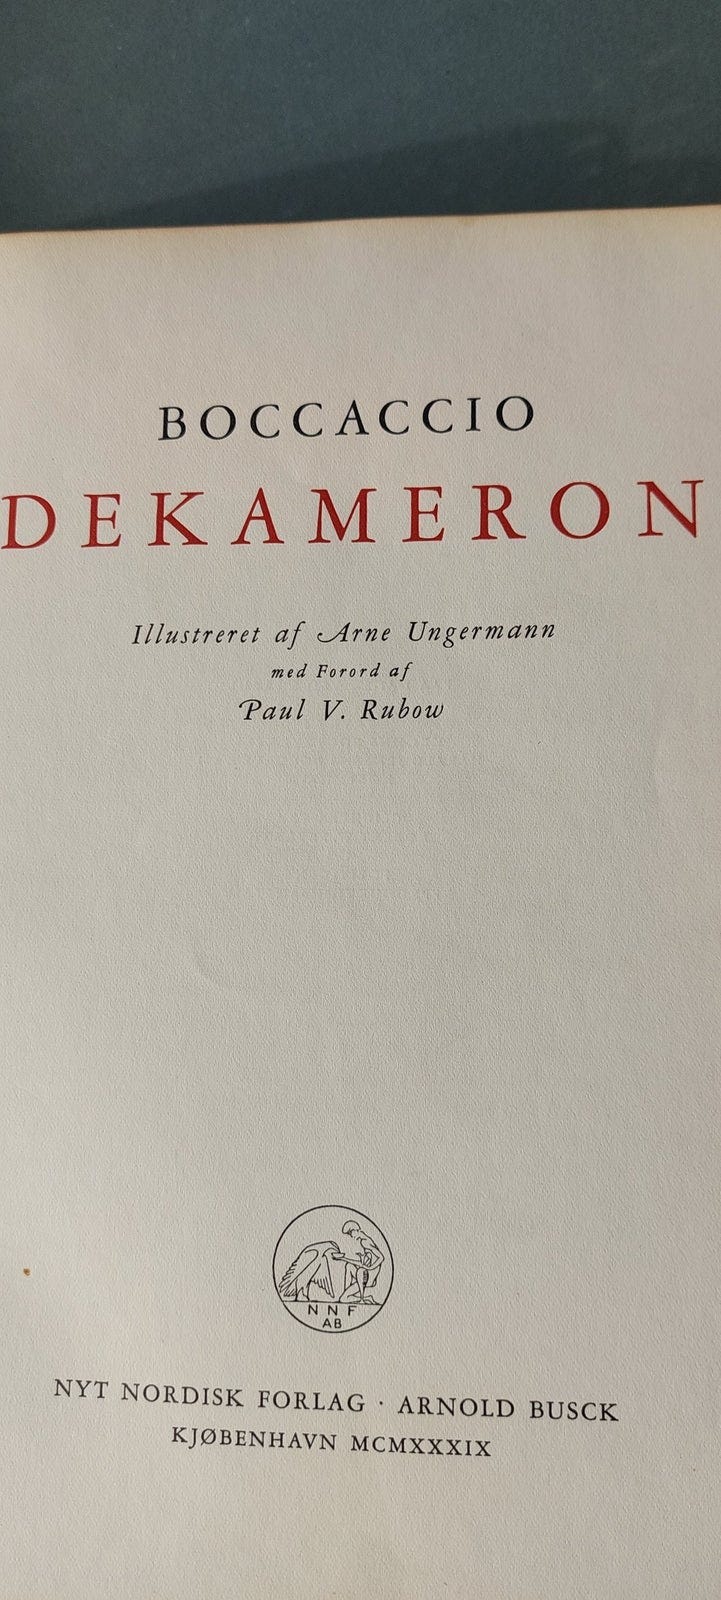 BOCCACCIO
DEKAMERON
Illustreret af Arne Ungermann
med Forord af
Paul V. Rubow
N N F
AB
NYT NORDISK FORLAG · ARNOLD BUSCK
KJØBENHAVN MCMXXXIX